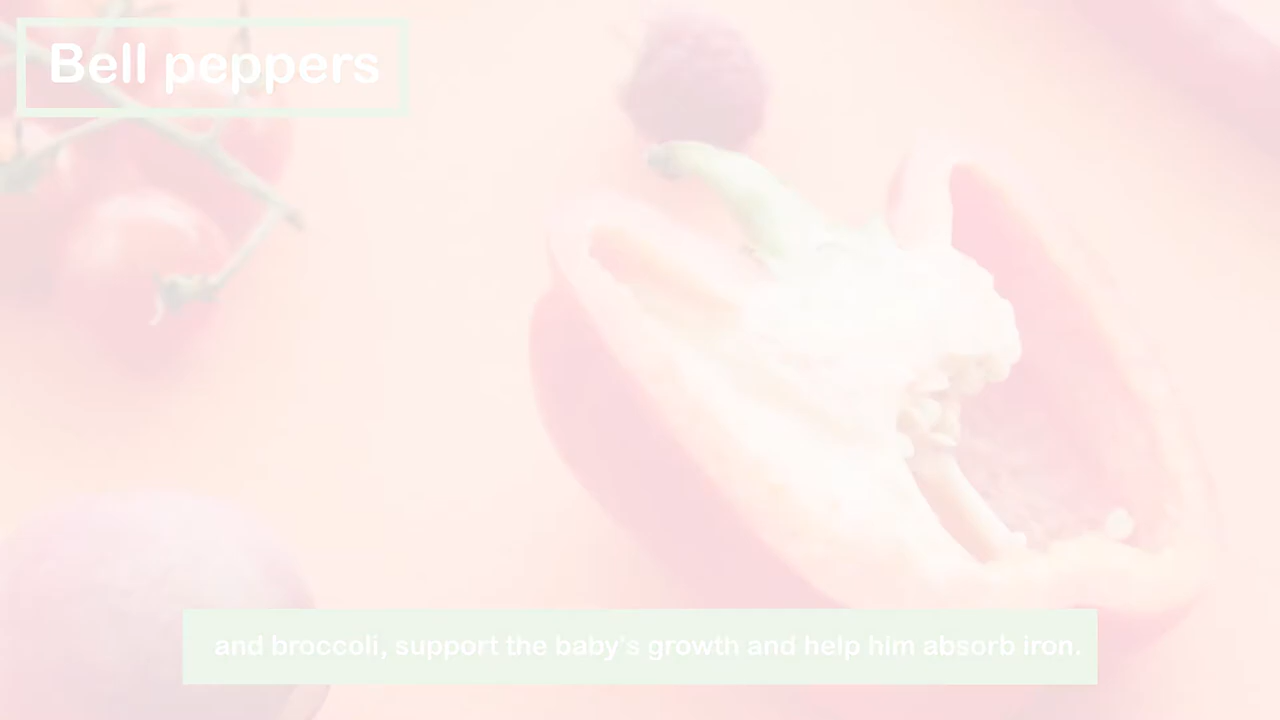 Bell peppers
and broccoli, support the baby's growth and help him absorb iron.